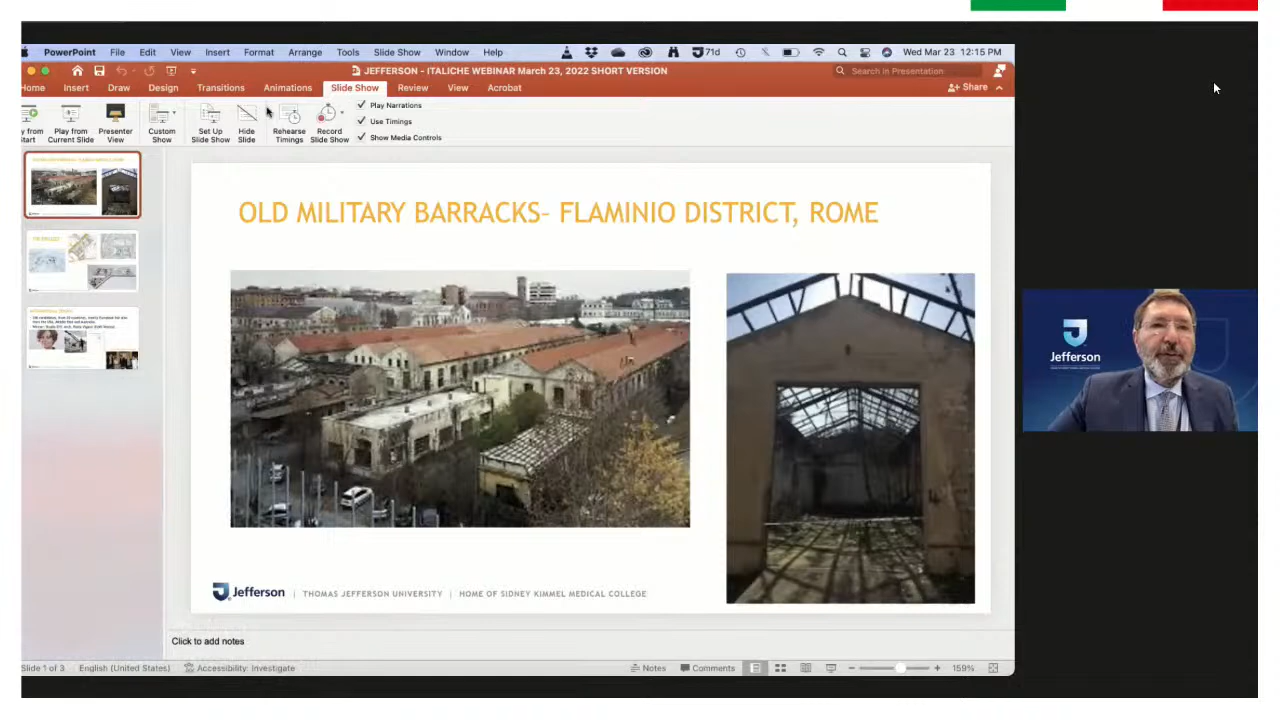 PowerPoint File Edit View Insert Format Arrange Tools Slide Show Window Help 71d Wed Mar 23 12:15 PM
JEFFERSON - ITALICHE WEBINAR March 23, 2022 SHORT VERSION
Search in Presentation
Home Insert Draw Design Transitions Animations Slide Show Review View Acrobat
Share
Play Narrations
Use Timings
Show Media Controls
y from
Start
Play from
Current Slide
Presenter
View
Custom
Show
Set Up
Slide Show
Hide
Slide
Rehearse
Timings
Record
Slide Show
OLD MILITARY BARRACKS– FLAMINIO DISTRICT, ROME
Jefferson | THOMAS JEFFERSON UNIVERSITY | HOME OF SIDNEY KIMMEL MEDICAL COLLEGE
Jefferson
Click to add notes
Slide 1 of 3 English (United States) Accessibility: Investigate Notes Comments 159%